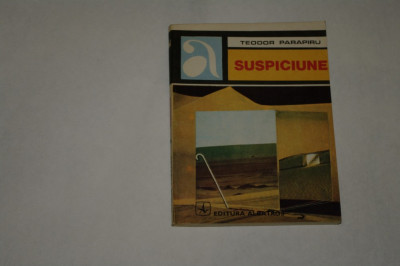 a
TEODOR PARAPIRU
SUSPICIUNE
EDITURA ALBATROS